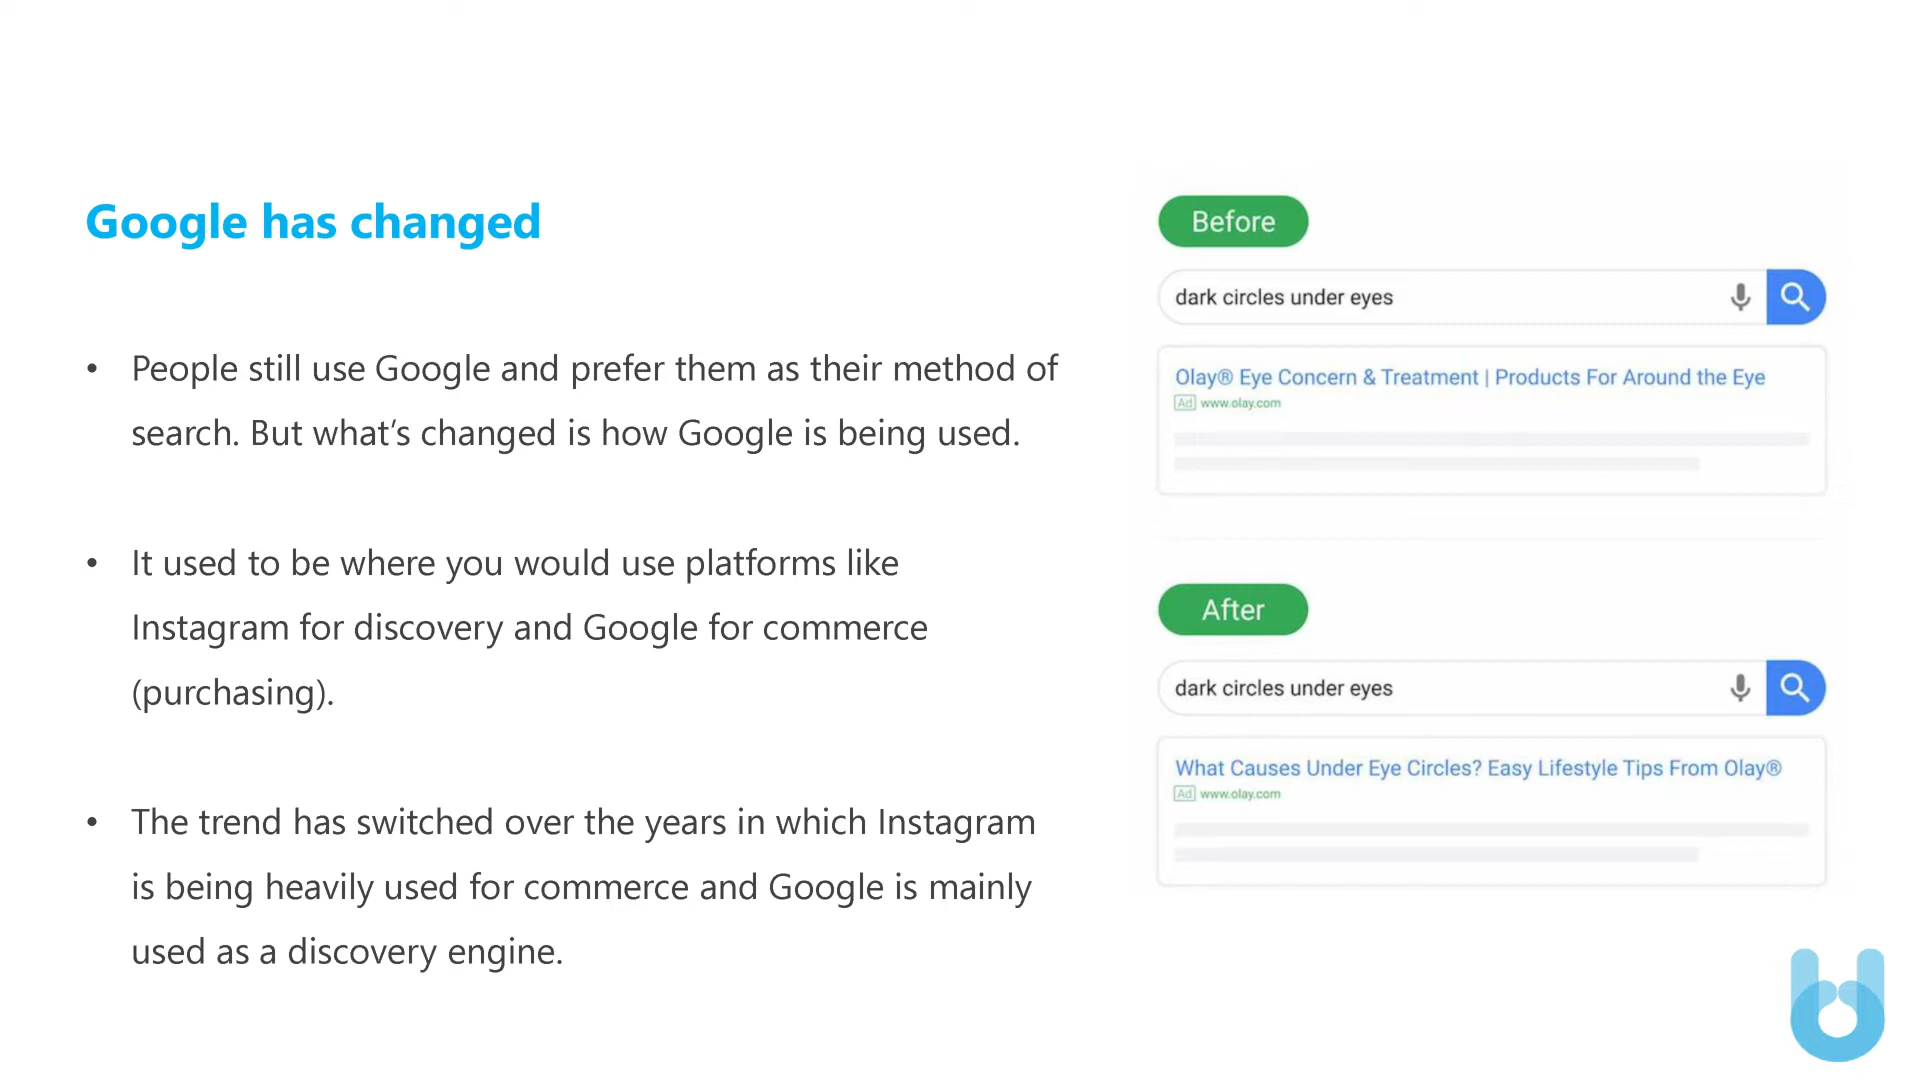 Google has changed
• People still use Google and prefer them as their method of
search. But what’s changed is how Google is being used.
• It used to be where you would use platforms like
Instagram for discovery and Google for commerce
(purchasing).
• The trend has switched over the years in which Instagram
is being heavily used for commerce and Google is mainly
used as a discovery engine.
Before
dark circles under eyes
Olay® Eye Concern & Treatment | Products For Around the Eye
Ad www.olay.com
After
dark circles under eyes
What Causes Under Eye Circles? Easy Lifestyle Tips From Olay®
Ad www.olay.com